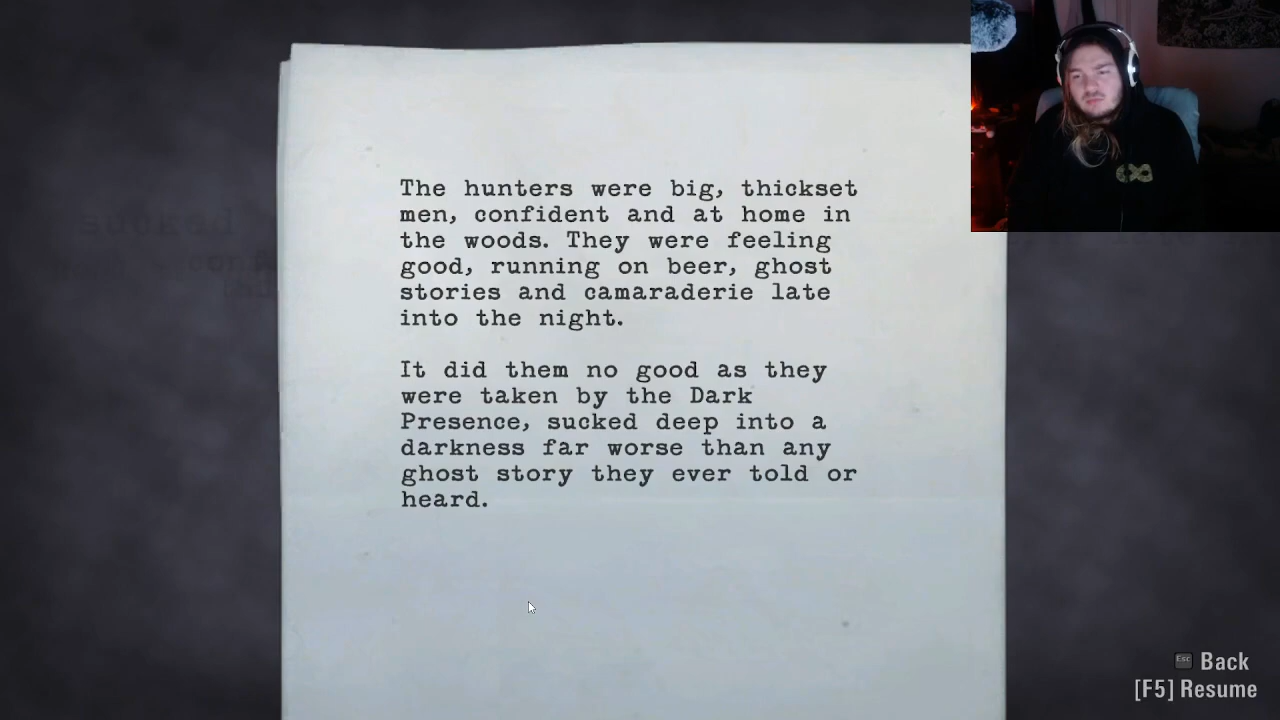 The hunters were big, thickset
men, confident and at home in
the woods. They were feeling
good, running on beer, ghost
stories and camaraderie late
into the night.
It did them no good as they
were taken by the Dark
Presence, sucked deep into a
darkness far worse than any
ghost story they ever told or
heard.
sucked
Esc Back
[F5] Resume